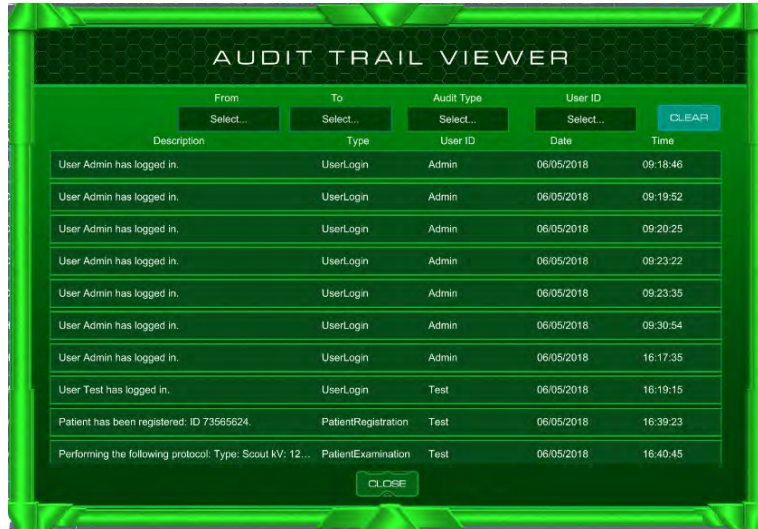 AUDIT TRAIL VIEWER
From To Audit Type User ID
Select... Select... Select... Select... CLEAR
Description Type User ID Date Time
User Admin has logged in. UserLogin Admin 06/05/2018 09:18:46
User Admin has logged in. UserLogin Admin 06/05/2018 09:19:52
User Admin has logged in. UserLogin Admin 06/05/2018 09:20:25
User Admin has logged in. UserLogin Admin 06/05/2018 09:23:22
User Admin has logged in. UserLogin Admin 06/05/2018 09:23:35
User Admin has logged in. UserLogin Admin 06/05/2018 09:30:54
User Admin has logged in. UserLogin Admin 06/05/2018 16:17:35
User Test has logged in. UserLogin Test 06/05/2018 16:19:15
Patient has been registered: ID 73565624. PatientRegistration Test 06/05/2018 16:39:23
Performing the following protocol: Type: Scout kV: 12... PatientExamination Test 06/05/2018 16:40:45
CLOSE